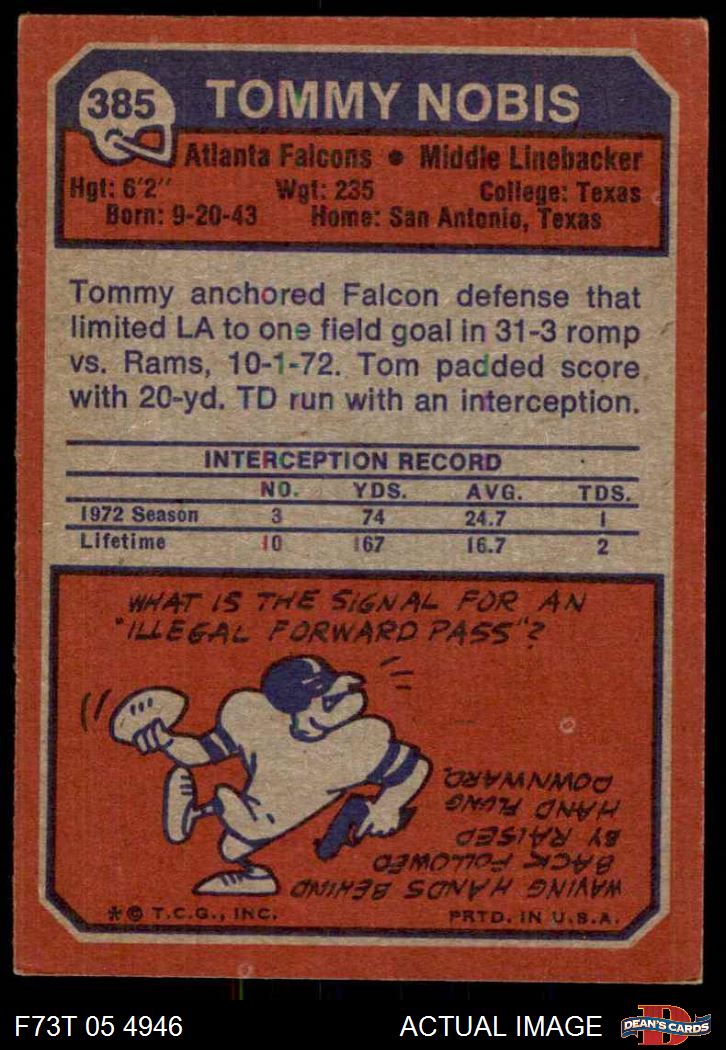 385
TOMMY NOBIS
Atlanta Falcons • Middle Linebacker
Hgt: 6'2" Wgt: 235 College: Texas
Born: 9-20-43 Home: San Antonio, Texas
Tommy anchored Falcon defense that
limited LA to one field goal in 31-3 romp
vs. Rams, 10-1-72. Tom padded score
with 20-yd. TD run with an interception.
INTERCEPTION RECORD
NO. YDS. AVG. TDS.
1972 Season 3 74 24.7 1
Lifetime 10 167 16.7 2
WHAT IS THE SIGNAL FOR AN
"ILLEGAL FORWARD PASS"?
WAVING HANDS BEHIND
BACK FOLLOWED
BY RAISED
HAND FLUNG
DOWNWARD.
* © T.C.G., INC. PRTD. IN U.S.A.
F73T 05 4946 ACTUAL IMAGE
D
DEAN'S CARDS